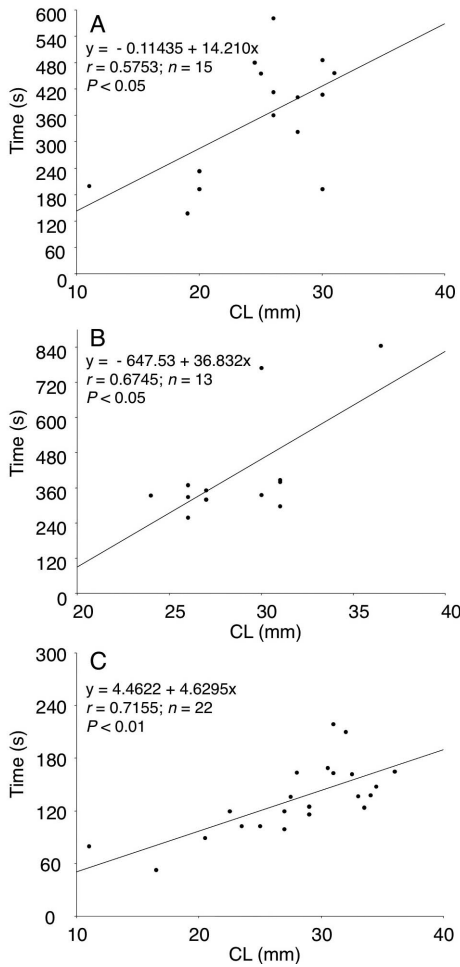 A
y = - 0.11435 + 14.210x
r = 0.5753; n = 15
P < 0.05
Time (s)
600
540
480
420
360
300
240
180
120
60
0
10
20
30
40
CL (mm)
B
y = - 647.53 + 36.832x
r = 0.6745; n = 13
P < 0.05
Time (s)
840
720
600
480
360
240
120
0
20
25
30
35
40
CL (mm)
C
y = 4.4622 + 4.6295x
r = 0.7155; n = 22
P < 0.01
Time (s)
300
240
180
120
60
0
10
20
30
40
CL (mm)